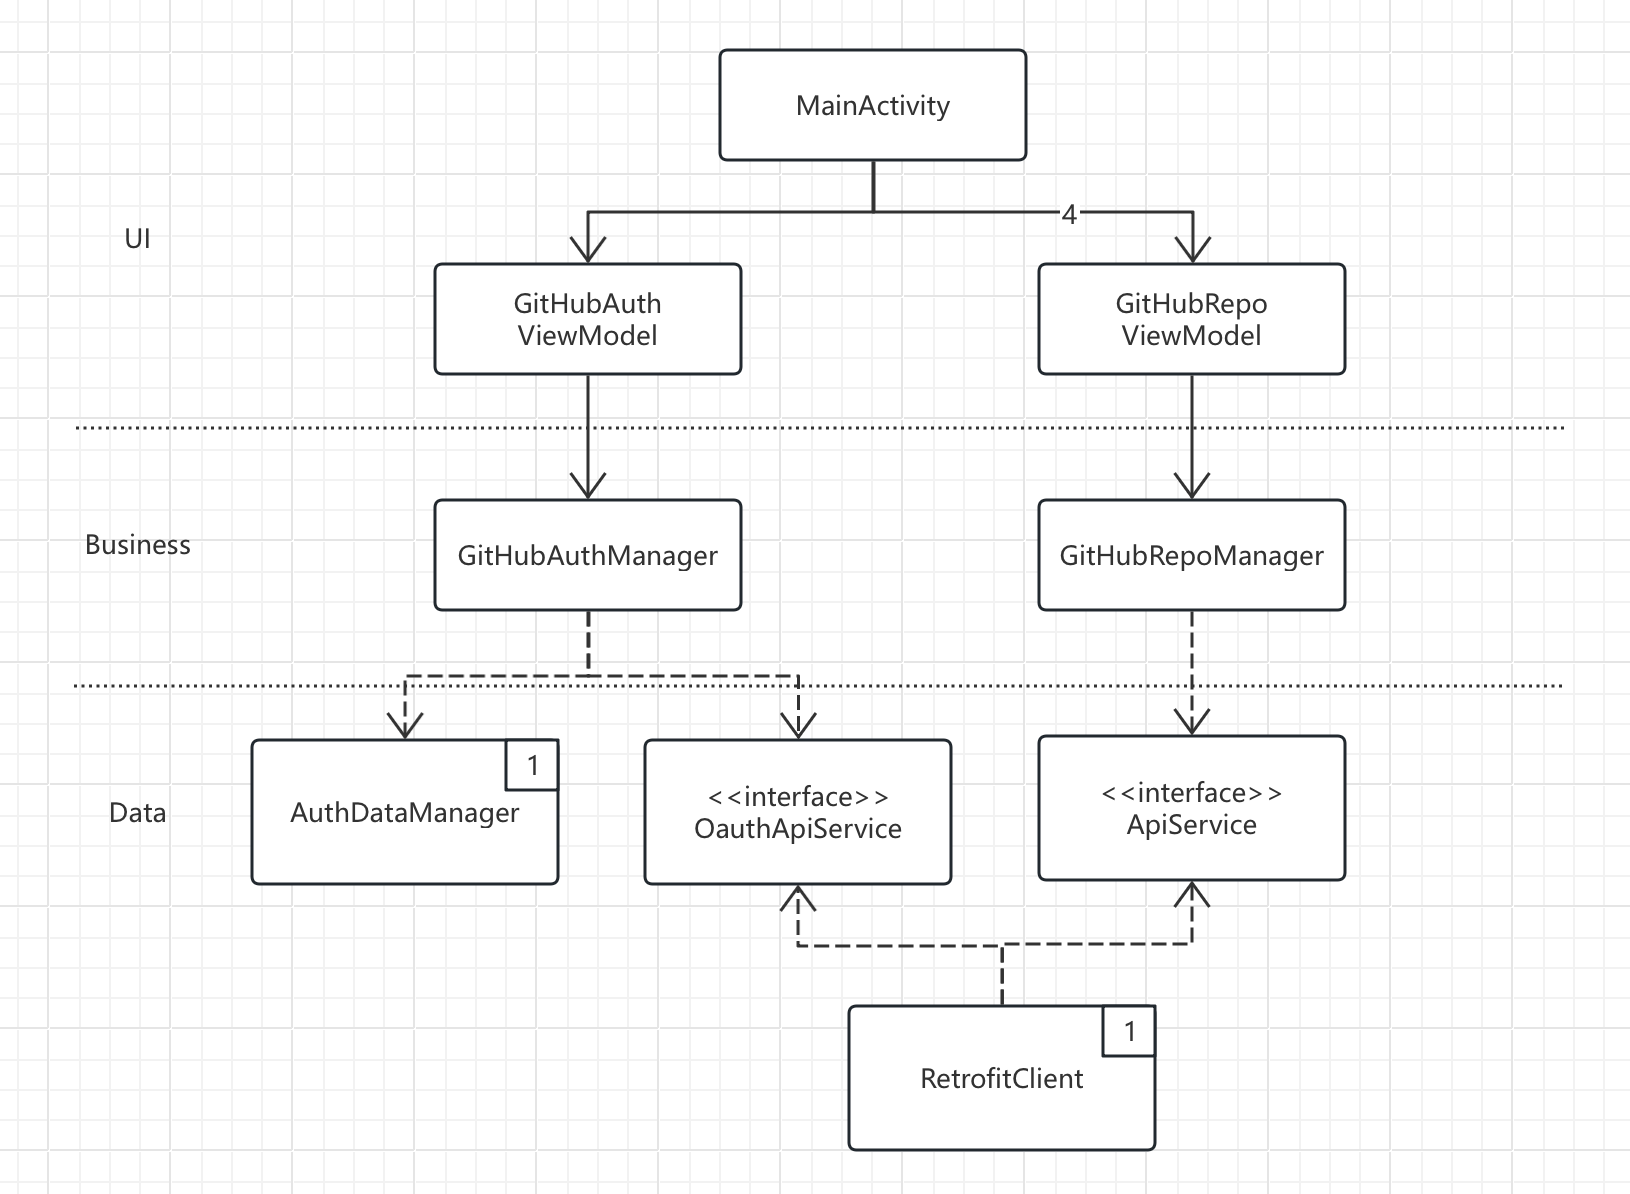 MainActivity
4
UI
GitHubAuth
ViewModel
GitHubRepo
ViewModel
Business
GitHubAuthManager
GitHubRepoManager
Data
1
AuthDataManager
<<interface>>
OauthApiService
<<interface>>
ApiService
1
RetrofitClient